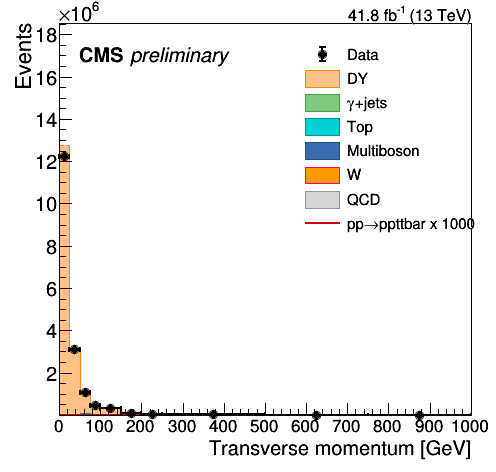 ×10⁶
41.8 fb⁻¹ (13 TeV)
Events
CMS preliminary
Data
DY
γ+jets
Top
Multiboson
W
QCD
pp→ppttbar x 1000
18
16
14
12
10
8
6
4
2
0 100 200 300 400 500 600 700 800 900 1000
Transverse momentum [GeV]